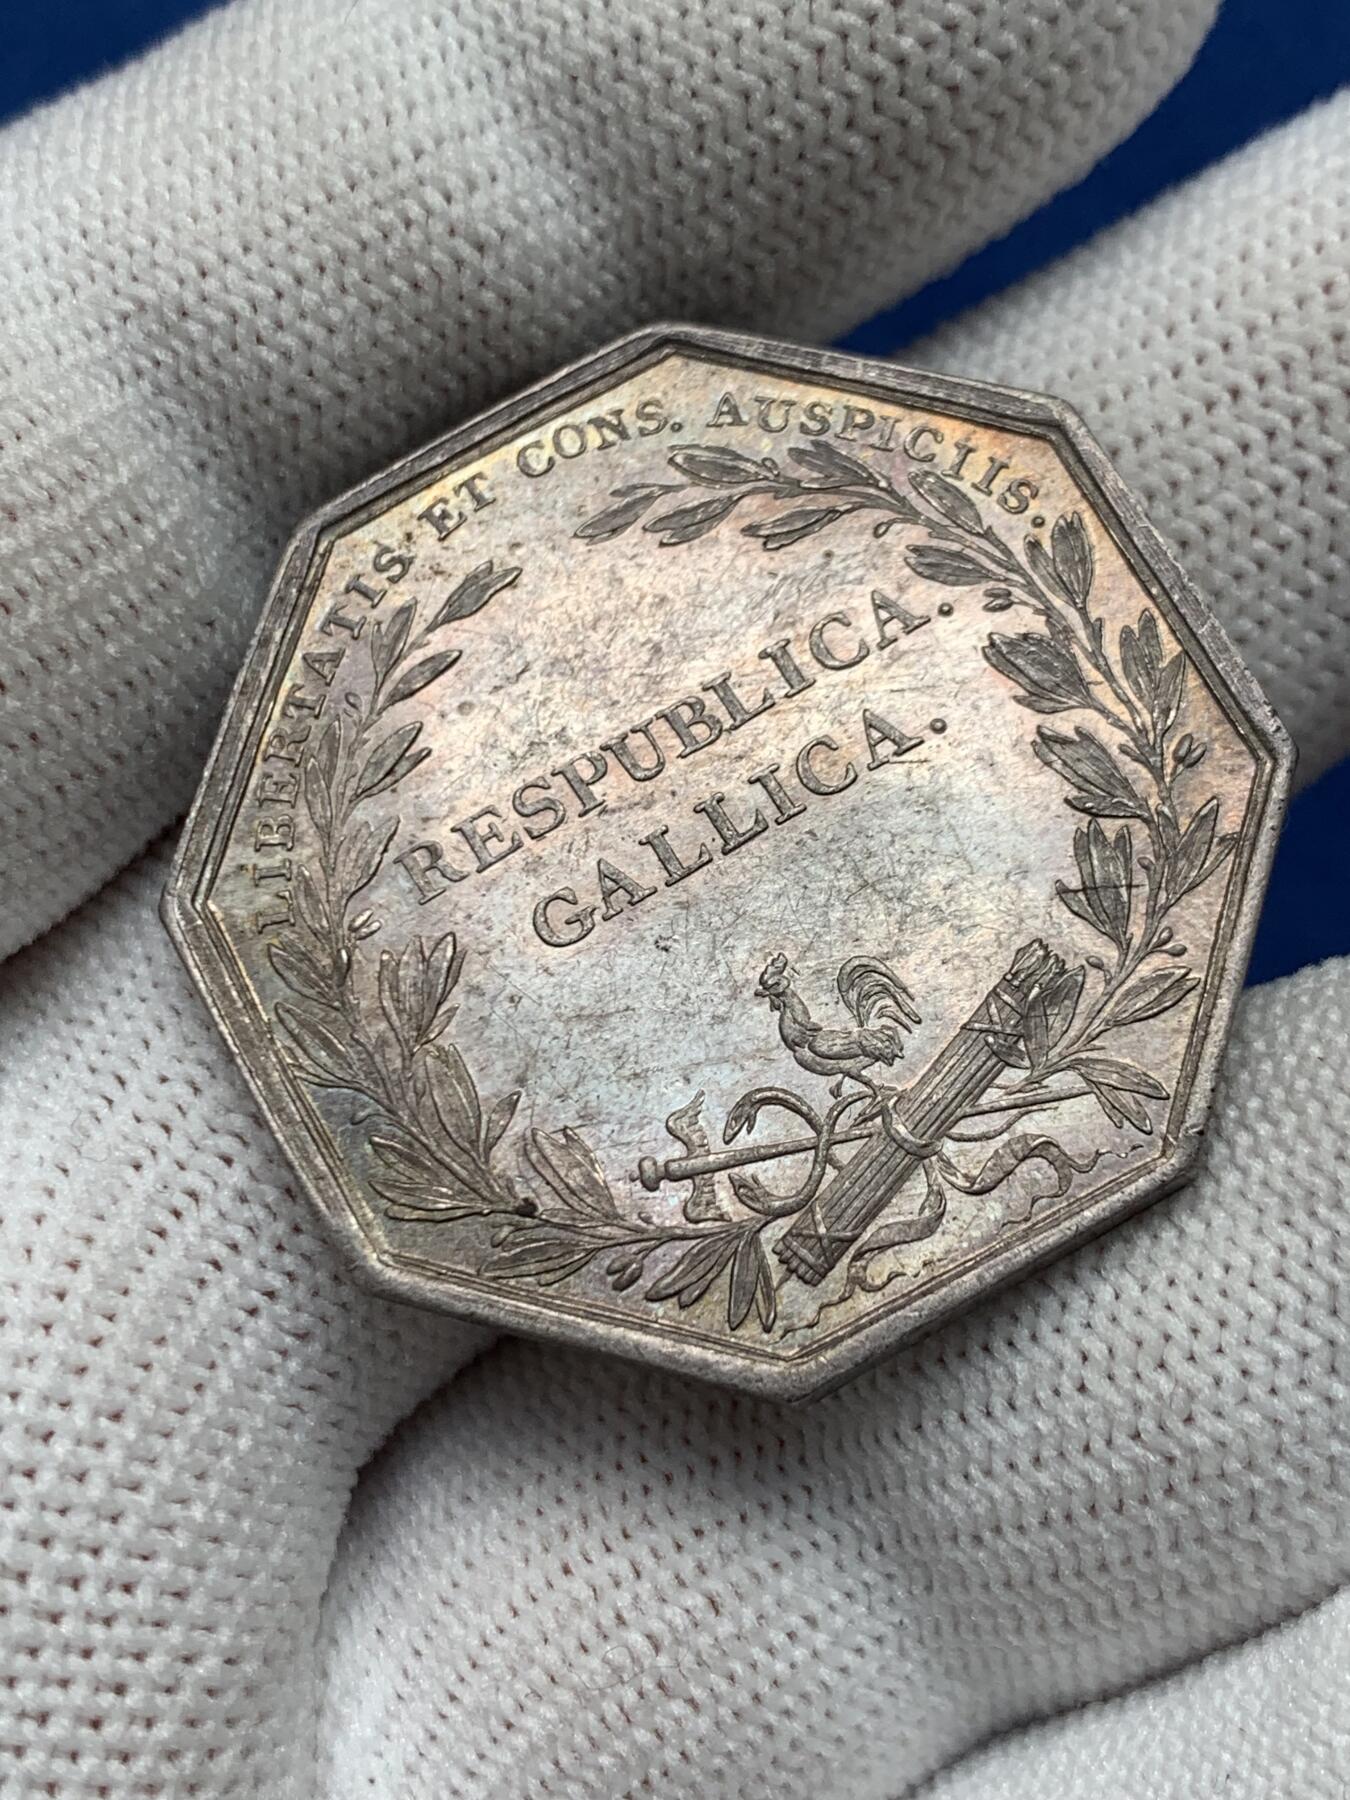 LIBERTATIS ET CONS. AUSPICIIS.
RESPUBLICA.
GALLICA.